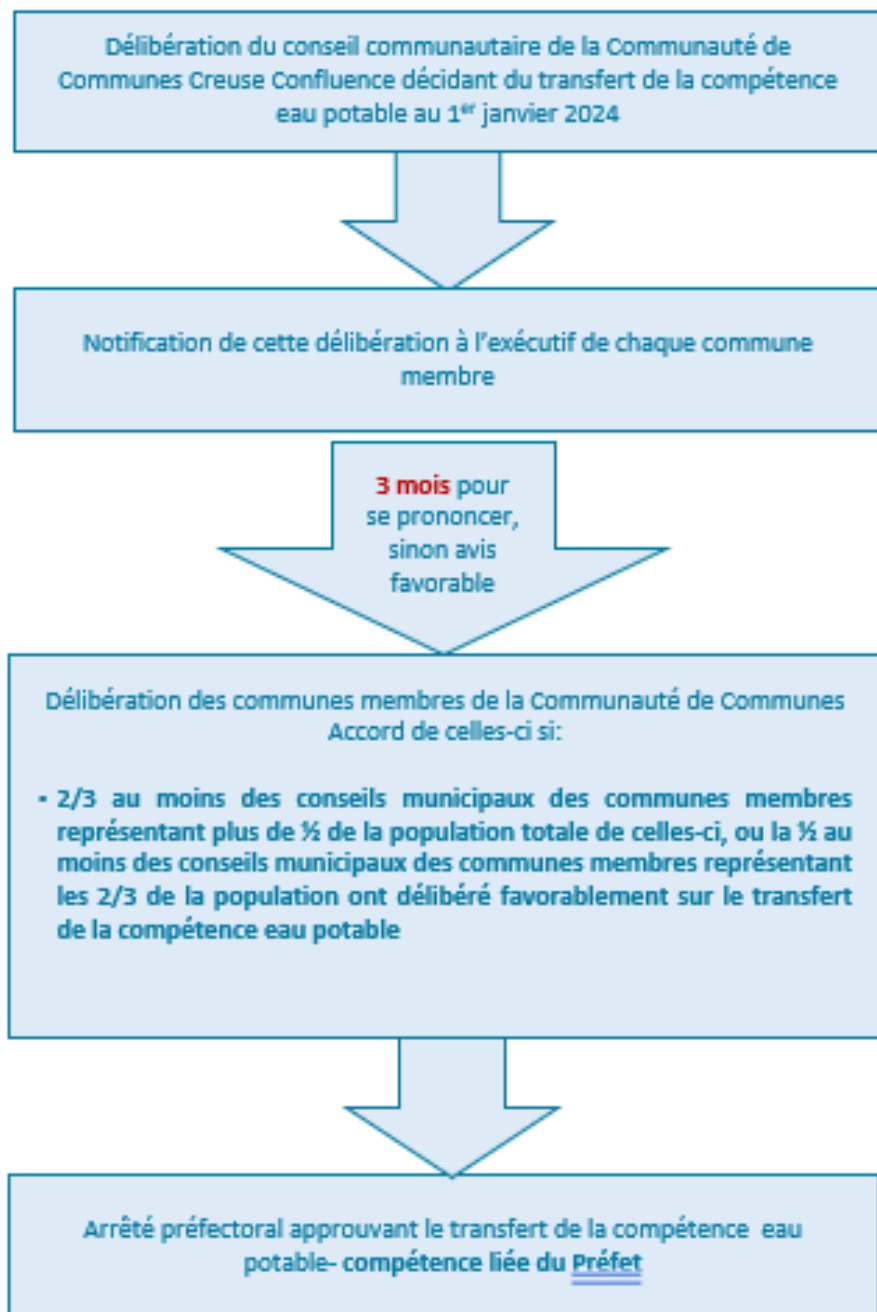 Délibération du conseil communautaire de la Communauté de
Communes Creuse Confluence décidant du transfert de la compétence
eau potable au 1er janvier 2024
Notification de cette délibération à l'exécutif de chaque commune
membre
3 mois pour
se prononcer,
sinon avis
favorable
Délibération des communes membres de la Communauté de Communes
Accord de celles-ci si:
▪ 2/3 au moins des conseils municipaux des communes membres
représentant plus de ½ de la population totale de celles-ci, ou la ½ au
moins des conseils municipaux des communes membres représentant
les 2/3 de la population ont délibéré favorablement sur le transfert
de la compétence eau potable
Arrêté préfectoral approuvant le transfert de la compétence eau
potable- compétence liée du Préfet